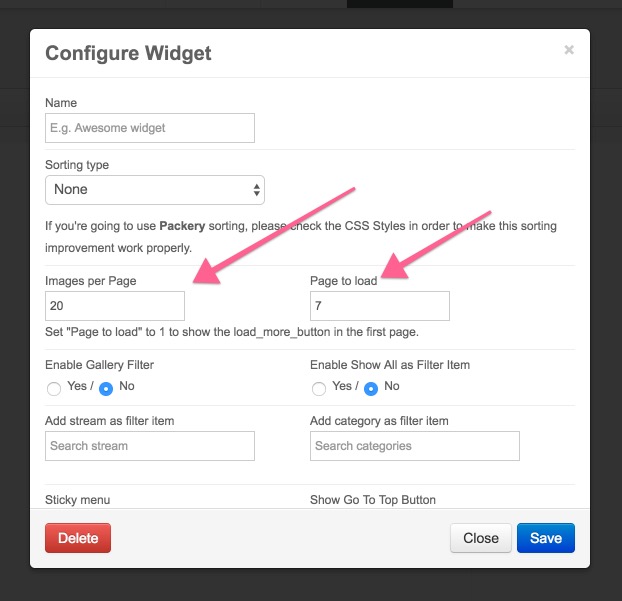 Configure Widget ×
Name
E.g. Awesome widget
Sorting type
None
If you're going to use Packery sorting, please check the CSS Styles in order to make this sorting
improvement work properly.
Images per Page Page to load
20 7
Set "Page to load" to 1 to show the load_more_button in the first page.
Enable Gallery Filter Enable Show All as Filter Item
Yes / No Yes / No
Add stream as filter item Add category as filter item
Search stream Search categories
Sticky menu Show Go To Top Button
Delete Close Save